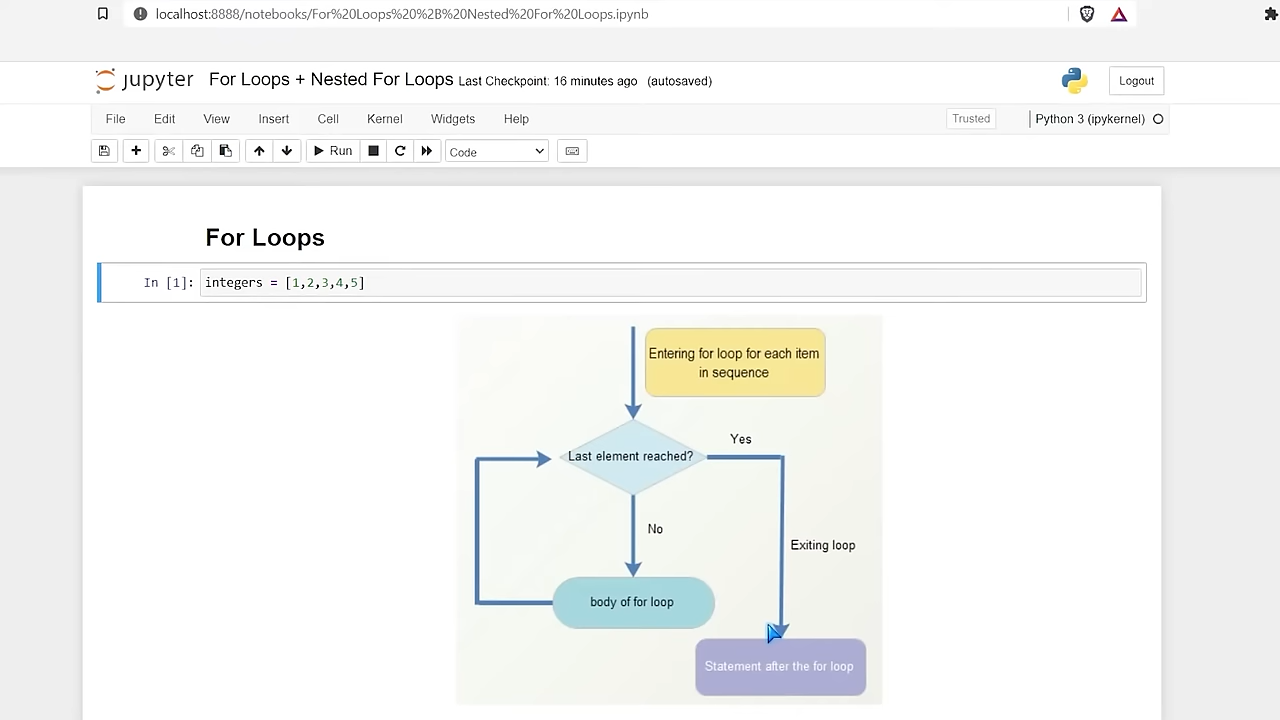 localhost:8888/notebooks/For%20Loops%20%2B%20Nested%20For%20Loops.ipynb
jupyter For Loops + Nested For Loops Last Checkpoint: 16 minutes ago (autosaved) Logout
File Edit View Insert Cell Kernel Widgets Help Trusted Python 3 (ipykernel)
Run Code
For Loops
In [1]: integers = [1,2,3,4,5]
Entering for loop for each item
in sequence
Yes
Last element reached?
No
Exiting loop
body of for loop
Statement after the for loop